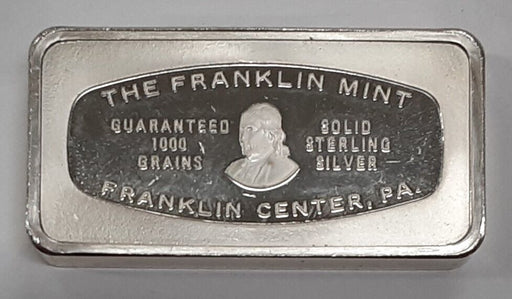 THE FRANKLIN MINT
GUARANTEED
1000
GRAINS
SOLID
STERLING
SILVER
FRANKLIN CENTER, PA.